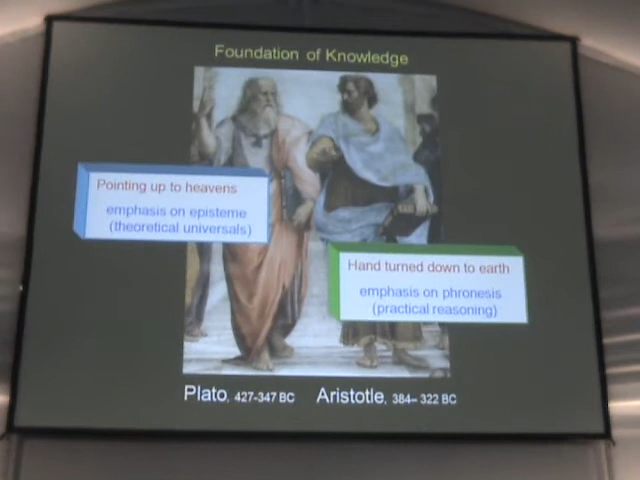 Foundation of Knowledge
Pointing up to heavens
emphasis on episteme
(theoretical universals)
Hand turned down to earth
emphasis on phronesis
(practical reasoning)
Plato, 427-347 BC Aristotle, 384– 322 BC